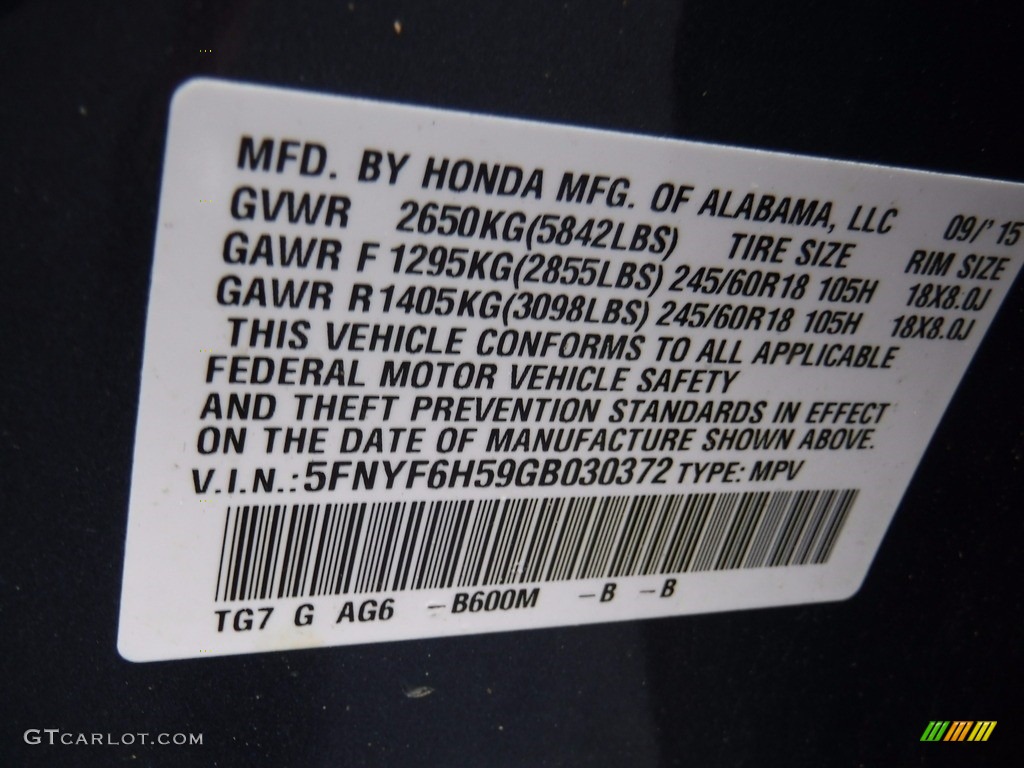 MFD. BY HONDA MFG. OF ALABAMA, LLC 09/'15
GVWR 2650KG(5842LBS) TIRE SIZE RIM SIZE
GAWR F 1295KG(2855LBS) 245/60R18 105H 18X8.0J
GAWR R 1405KG(3098LBS) 245/60R18 105H 18X8.0J
THIS VEHICLE CONFORMS TO ALL APPLICABLE
FEDERAL MOTOR VEHICLE SAFETY
AND THEFT PREVENTION STANDARDS IN EFFECT
ON THE DATE OF MANUFACTURE SHOWN ABOVE.
V.I.N.:5FNYF6H59GB030372 TYPE: MPV
TG7 G AG6 -B600M -B -B
GTCARLOT.COM